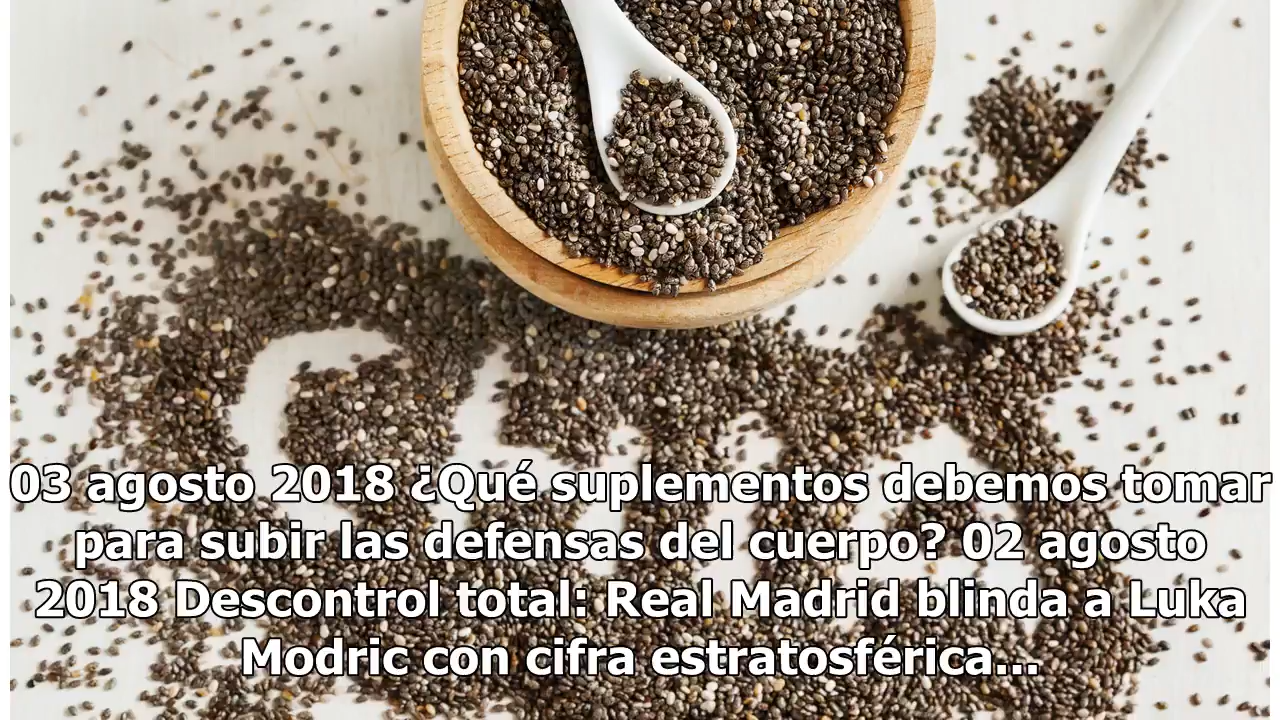 03 agosto 2018 ¿Qué suplementos debemos tomar
para subir las defensas del cuerpo? 02 agosto
2018 Descontrol total: Real Madrid blinda a Luka
Modric con cifra estratosférica...